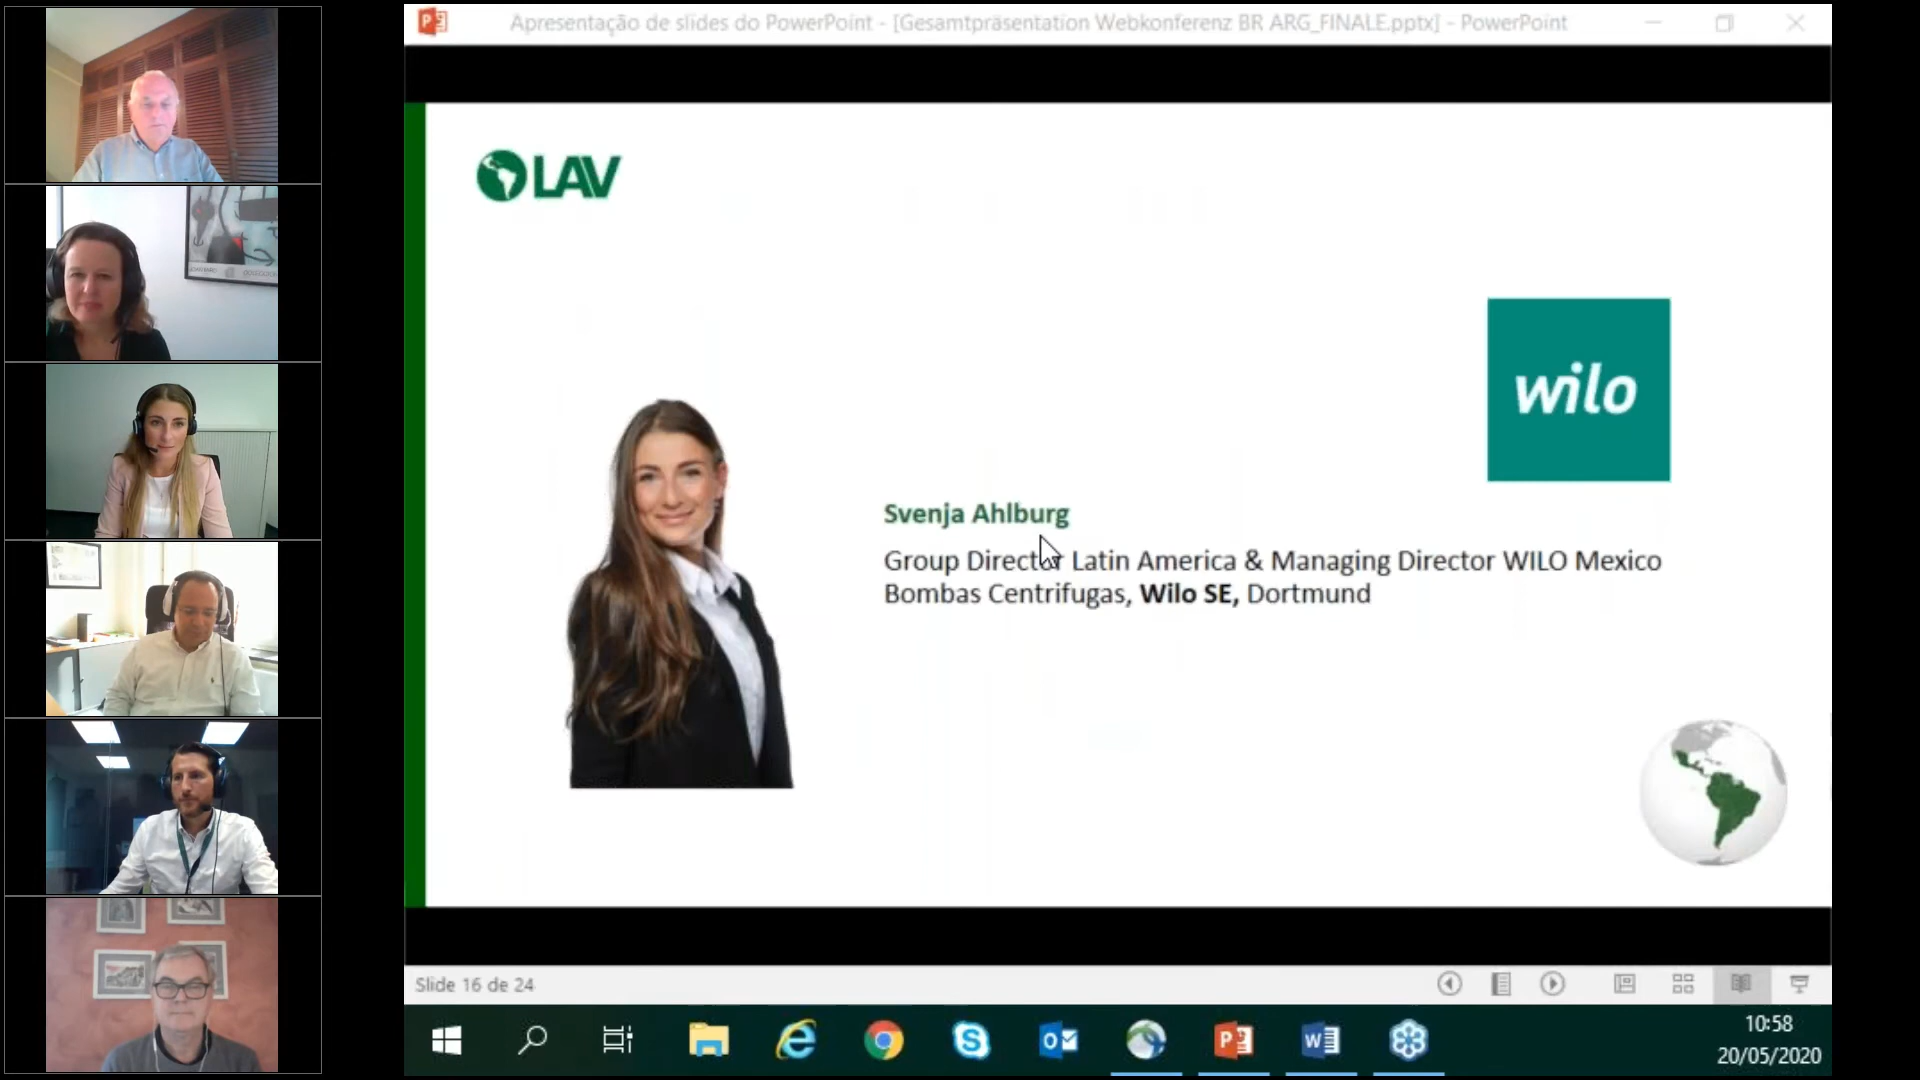 Apresentação de slides do PowerPoint - [Gesamtpräsentation Webkonferenz BR ARG_FINALE.pptx] - PowerPoint
LAV
wilo
Svenja Ahlburg
Group Director Latin America & Managing Director WILO Mexico
Bombas Centrifugas, Wilo SE, Dortmund
Slide 16 de 24
10:58
20/05/2020